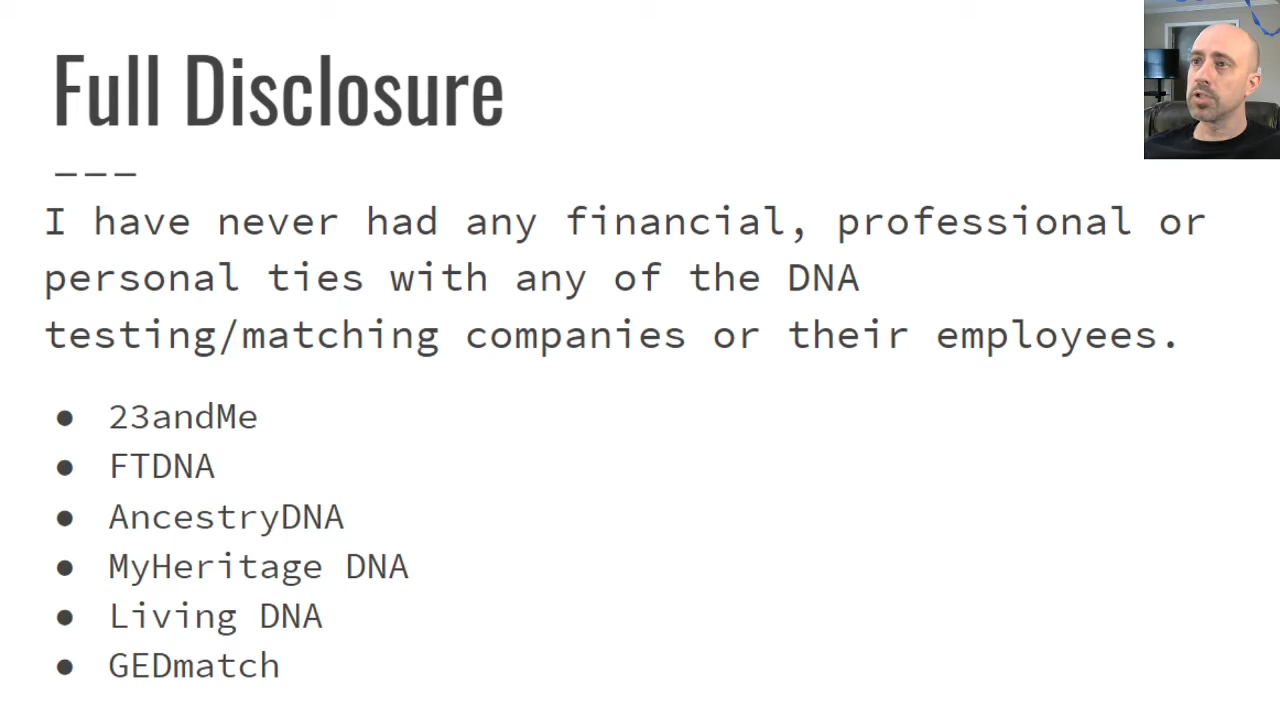 Full Disclosure
---
I have never had any financial, professional or
personal ties with any of the DNA
testing/matching companies or their employees.
● 23andMe
● FTDNA
● AncestryDNA
● MyHeritage DNA
● Living DNA
● GEDmatch